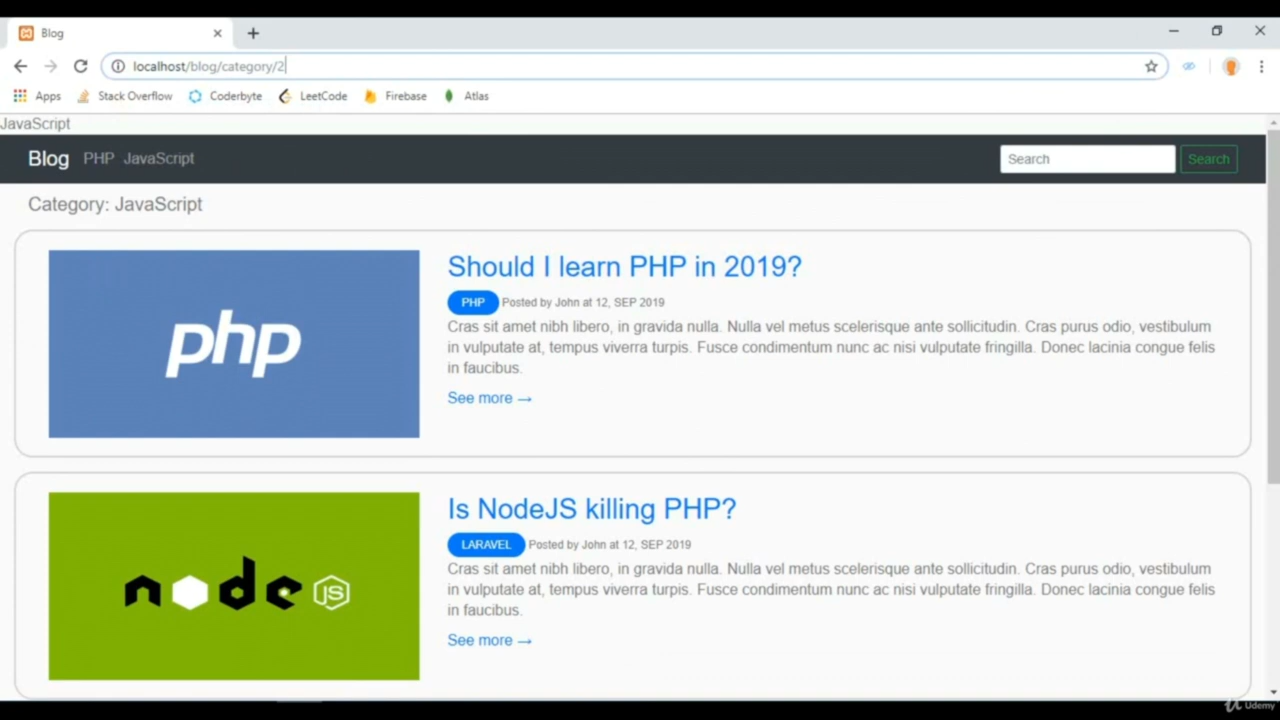 Blog
localhost/blog/category/2
Apps Stack Overflow Coderbyte LeetCode Firebase Atlas
JavaScript
Blog PHP JavaScript Search Search
Category: JavaScript
php
Should I learn PHP in 2019?
PHP Posted by John at 12, SEP 2019
Cras sit amet nibh libero, in gravida nulla. Nulla vel metus scelerisque ante sollicitudin. Cras purus odio, vestibulum
in vulputate at, tempus viverra turpis. Fusce condimentum nunc ac nisi vulputate fringilla. Donec lacinia congue felis
in faucibus.
See more →
node JS
Is NodeJS killing PHP?
LARAVEL Posted by John at 12, SEP 2019
Cras sit amet nibh libero, in gravida nulla. Nulla vel metus scelerisque ante sollicitudin. Cras purus odio, vestibulum
in vulputate at, tempus viverra turpis. Fusce condimentum nunc ac nisi vulputate fringilla. Donec lacinia congue felis
in faucibus.
See more →
Udemy